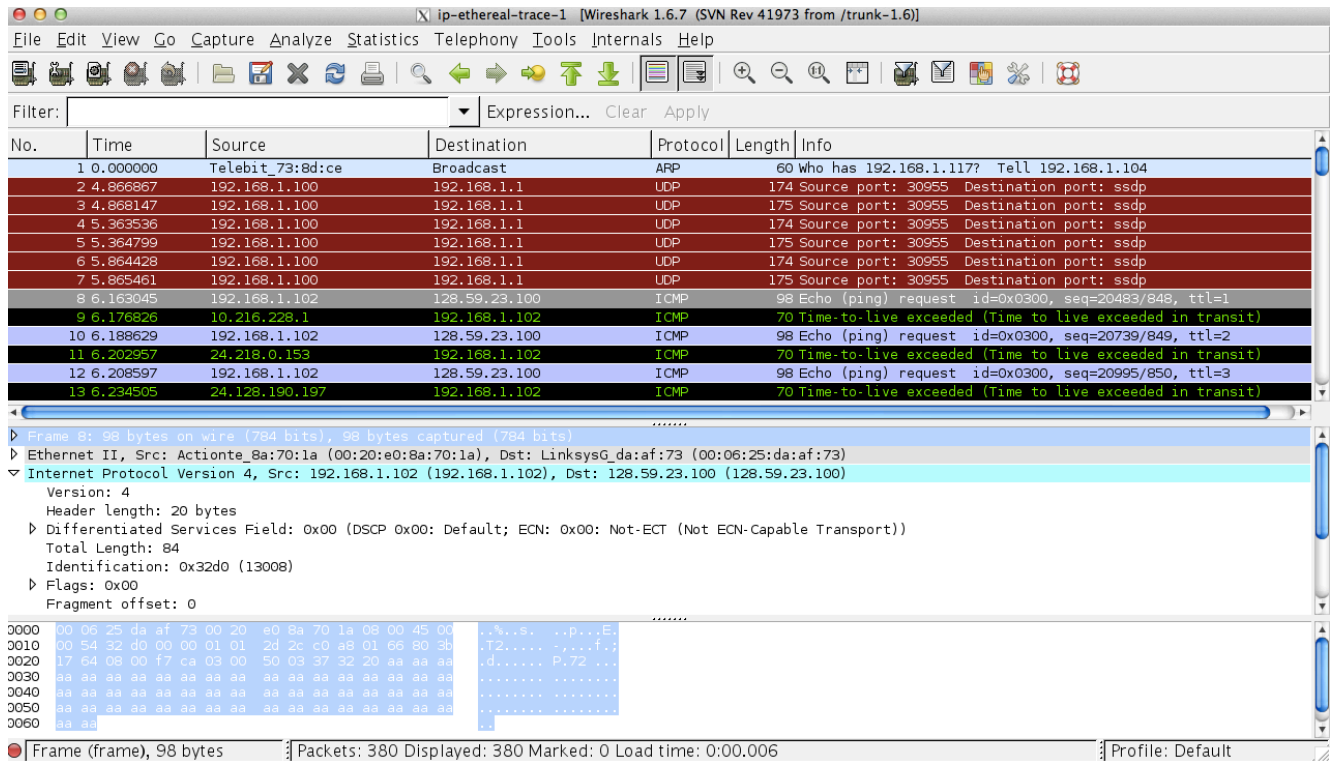 ip-ethereal-trace-1 [Wireshark 1.6.7 (SVN Rev 41973 from /trunk-1.6)]
File Edit View Go Capture Analyze Statistics Telephony Tools Internals Help
Filter: Expression... Clear Apply
No. Time Source Destination Protocol Length Info
1 0.000000 Telebit_73:8d:ce Broadcast ARP 60 Who has 192.168.1.117? Tell 192.168.1.104
2 4.866867 192.168.1.100 192.168.1.1 UDP 174 Source port: 30955 Destination port: ssdp
3 4.868147 192.168.1.100 192.168.1.1 UDP 175 Source port: 30955 Destination port: ssdp
4 5.363536 192.168.1.100 192.168.1.1 UDP 174 Source port: 30955 Destination port: ssdp
5 5.364799 192.168.1.100 192.168.1.1 UDP 175 Source port: 30955 Destination port: ssdp
6 5.864428 192.168.1.100 192.168.1.1 UDP 174 Source port: 30955 Destination port: ssdp
7 5.865461 192.168.1.100 192.168.1.1 UDP 175 Source port: 30955 Destination port: ssdp
8 6.163045 192.168.1.102 128.59.23.100 ICMP 98 Echo (ping) request id=0x0300, seq=20483/848, ttl=1
9 6.176826 10.216.228.1 192.168.1.102 ICMP 70 Time-to-live exceeded (Time to live exceeded in transit)
10 6.188629 192.168.1.102 128.59.23.100 ICMP 98 Echo (ping) request id=0x0300, seq=20739/849, ttl=2
11 6.202957 24.218.0.153 192.168.1.102 ICMP 70 Time-to-live exceeded (Time to live exceeded in transit)
12 6.208597 192.168.1.102 128.59.23.100 ICMP 98 Echo (ping) request id=0x0300, seq=20995/850, ttl=3
13 6.234505 24.128.190.197 192.168.1.102 ICMP 70 Time-to-live exceeded (Time to live exceeded in transit)
Frame 8: 98 bytes on wire (784 bits), 98 bytes captured (784 bits)
Ethernet II, Src: Actionte_8a:70:1a (00:20:e0:8a:70:1a), Dst: LinksysG_da:af:73 (00:06:25:da:af:73)
Internet Protocol Version 4, Src: 192.168.1.102 (192.168.1.102), Dst: 128.59.23.100 (128.59.23.100)
Version: 4
Header length: 20 bytes
Differentiated Services Field: 0x00 (DSCP 0x00: Default; ECN: 0x00: Not-ECT (Not ECN-Capable Transport))
Total Length: 84
Identification: 0x32d0 (13008)
Flags: 0x00
Fragment offset: 0
0000 00 06 25 da af 73 00 20 e0 8a 70 1a 08 00 45 00 ..%..s. ..p...E.
0010 00 54 32 d0 00 00 01 01 2d 2c c0 a8 01 66 80 3b .T2..... -,...f.;
0020 17 64 08 00 f7 ca 03 00 50 03 37 32 20 aa aa aa .d...... P.72 ...
0030 aa aa aa aa aa aa aa aa aa aa aa aa aa aa aa aa ........ ........
0040 aa aa aa aa aa aa aa aa aa aa aa aa aa aa aa aa ........ ........
0050 aa aa aa aa aa aa aa aa aa aa aa aa aa aa aa aa ........ ........
0060 aa aa ..
Frame (frame), 98 bytes Packets: 380 Displayed: 380 Marked: 0 Load time: 0:00.006 Profile: Default